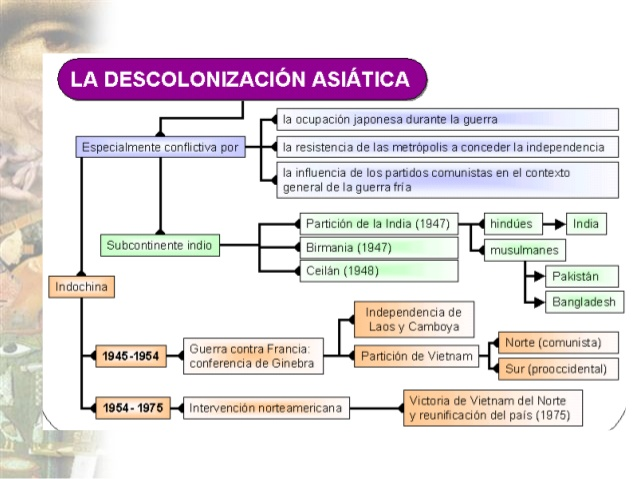 LA DESCOLONIZACIÓN ASIÁTICA
Especialmente conflictiva por
la ocupación japonesa durante la guerra
la resistencia de las metrópolis a conceder la independencia
la influencia de los partidos comunistas en el contexto
general de la guerra fría
Subcontinente indio
Partición de la India (1947)
hindúes
India
musulmanes
Pakistán
Bangladesh
Birmania (1947)
Ceilán (1948)
Indochina
1945-1954
Guerra contra Francia:
conferencia de Ginebra
Independencia de
Laos y Camboya
Partición de Vietnam
Norte (comunista)
Sur (prooccidental)
1954- 1975
Intervención norteamericana
Victoria de Vietnam del Norte
y reunificación del país (1975)